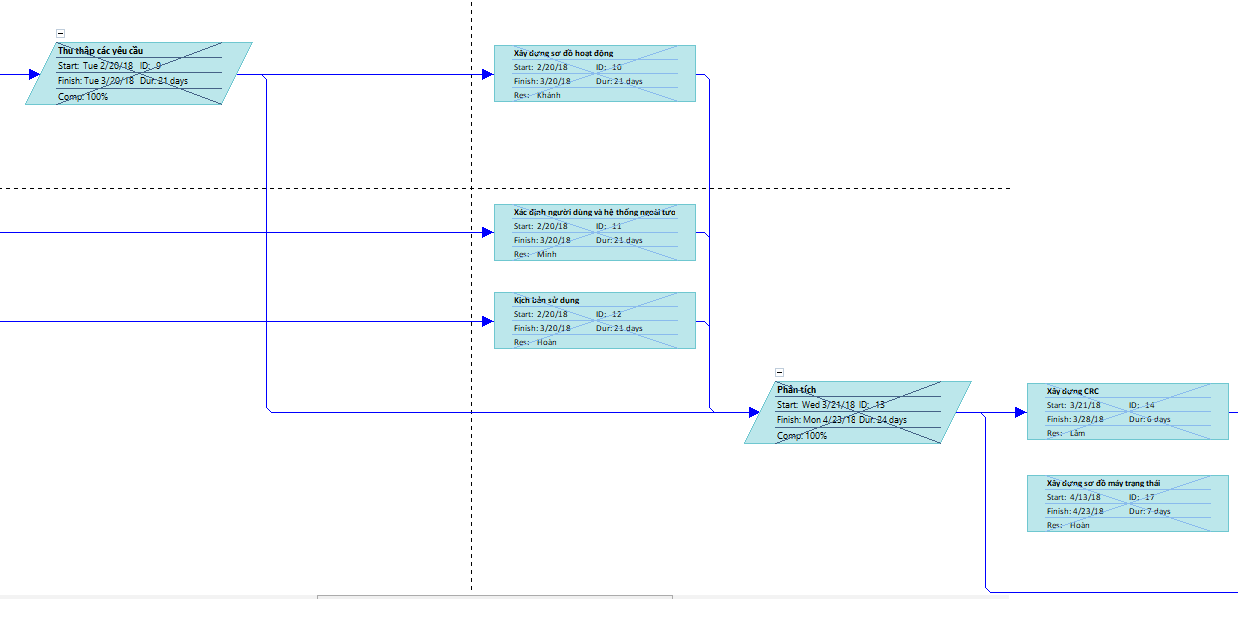 Thu thập các yêu cầu
Start: Tue 2/20/18 ID: 9
Finish: Tue 3/20/18 Dur: 21 days
Comp: 100%
Xây dựng sơ đồ hoạt động
Start: 2/20/18 ID: 10
Finish: 3/20/18 Dur: 21 days
Res: Khánh
Xác định người dùng và hệ thống ngoài tươ
Start: 2/20/18 ID: 11
Finish: 3/20/18 Dur: 21 days
Res: Minh
Kịch bản sử dụng
Start: 2/20/18 ID: 12
Finish: 3/20/18 Dur: 21 days
Res: Hoàn
Phân tích
Start: Wed 3/21/18 ID: 13
Finish: Mon 4/23/18 Dur: 24 days
Comp: 100%
Xây dựng CRC
Start: 3/21/18 ID: 14
Finish: 3/28/18 Dur: 6 days
Res: Lâm
Xây dựng sơ đồ máy trạng thái
Start: 4/13/18 ID: 17
Finish: 4/23/18 Dur: 7 days
Res: Hoàn